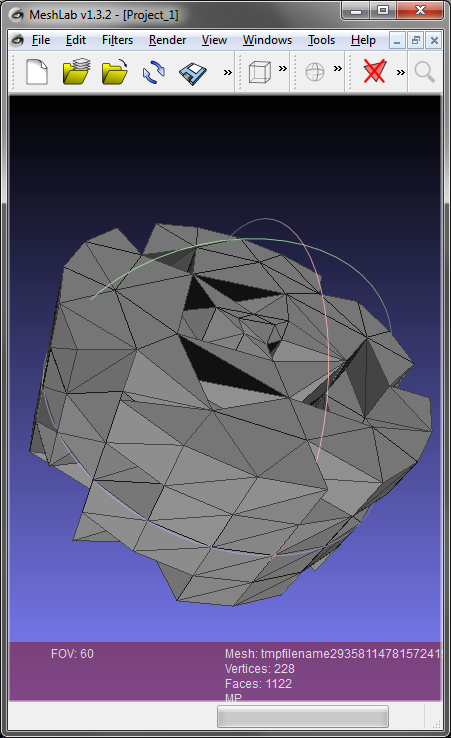 MeshLab v1.3.2 - [Project_1]
File Edit Filters Render View Windows Tools Help
FOV: 60
Mesh: tmpfilename293581147815724
Vertices: 228
Faces: 1122
MP